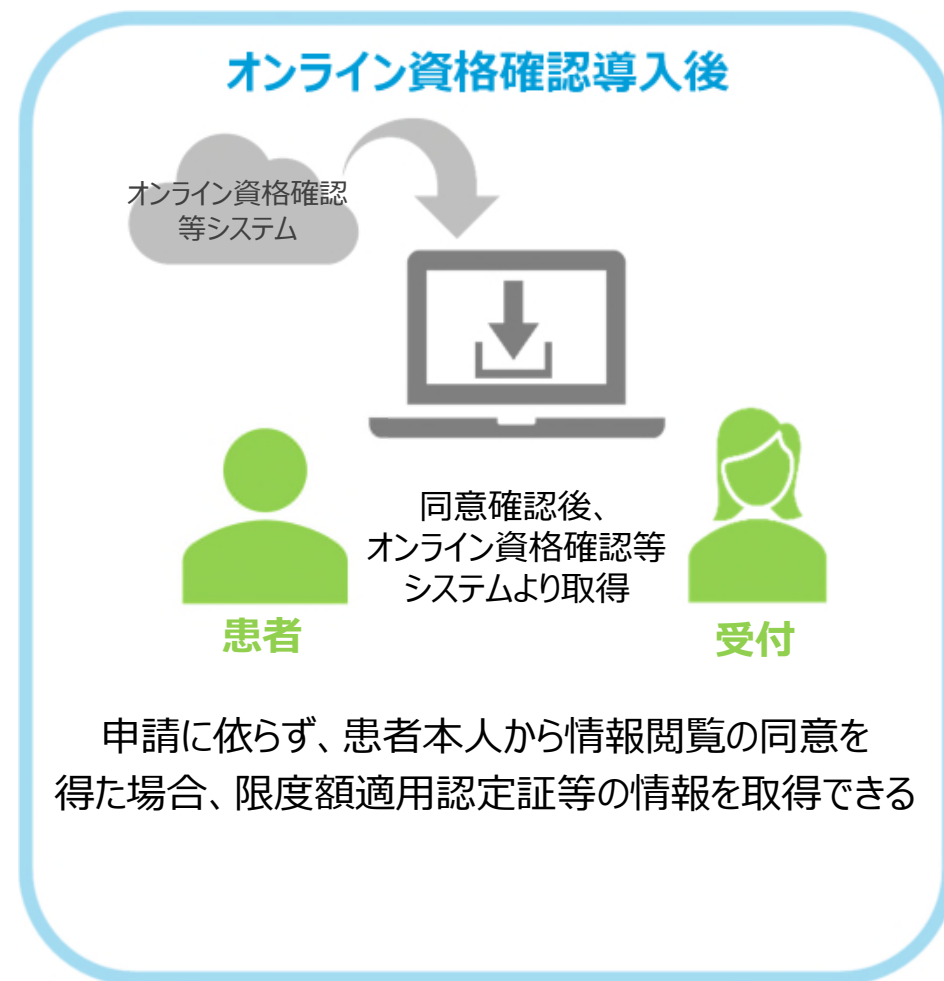 オンライン資格確認導入後
オンライン資格確認
等システム
同意確認後、
オンライン資格確認等
システムより取得
患者
受付
申請に依らず、患者本人から情報閲覧の同意を
得た場合、限度額適用認定証等の情報を取得できる